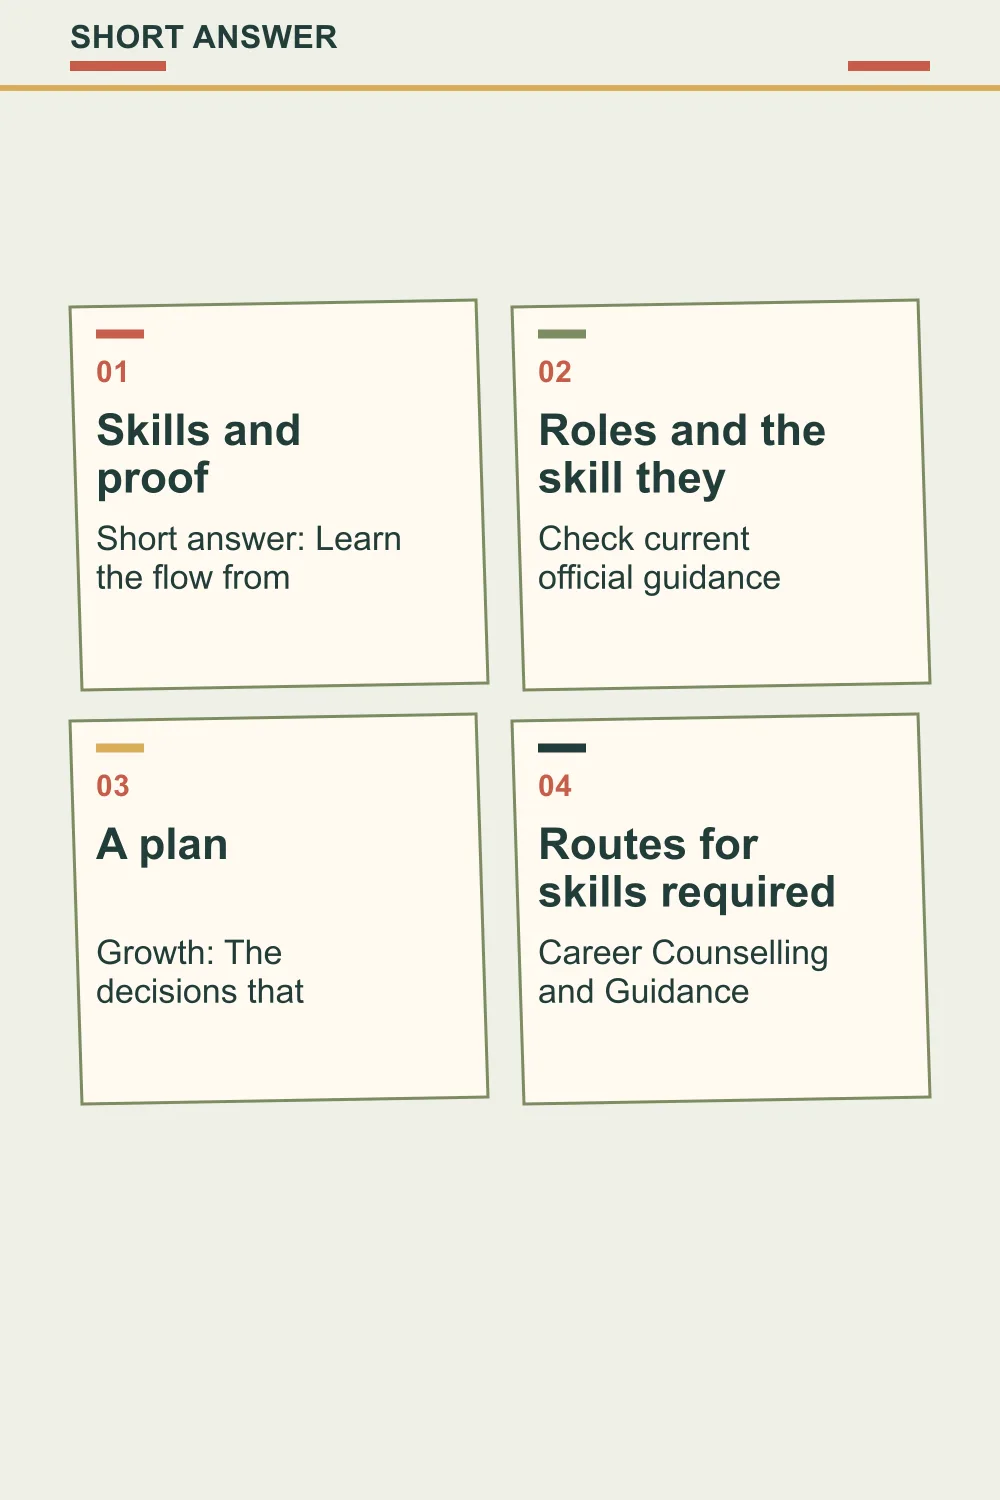 SHORT ANSWER
01
Skills and
proof
Short answer: Learn
the flow from
02
Roles and the
skill they
Check current
official guidance
03
A plan
Growth: The
decisions that
04
Routes for
skills required
Career Counselling
and Guidance